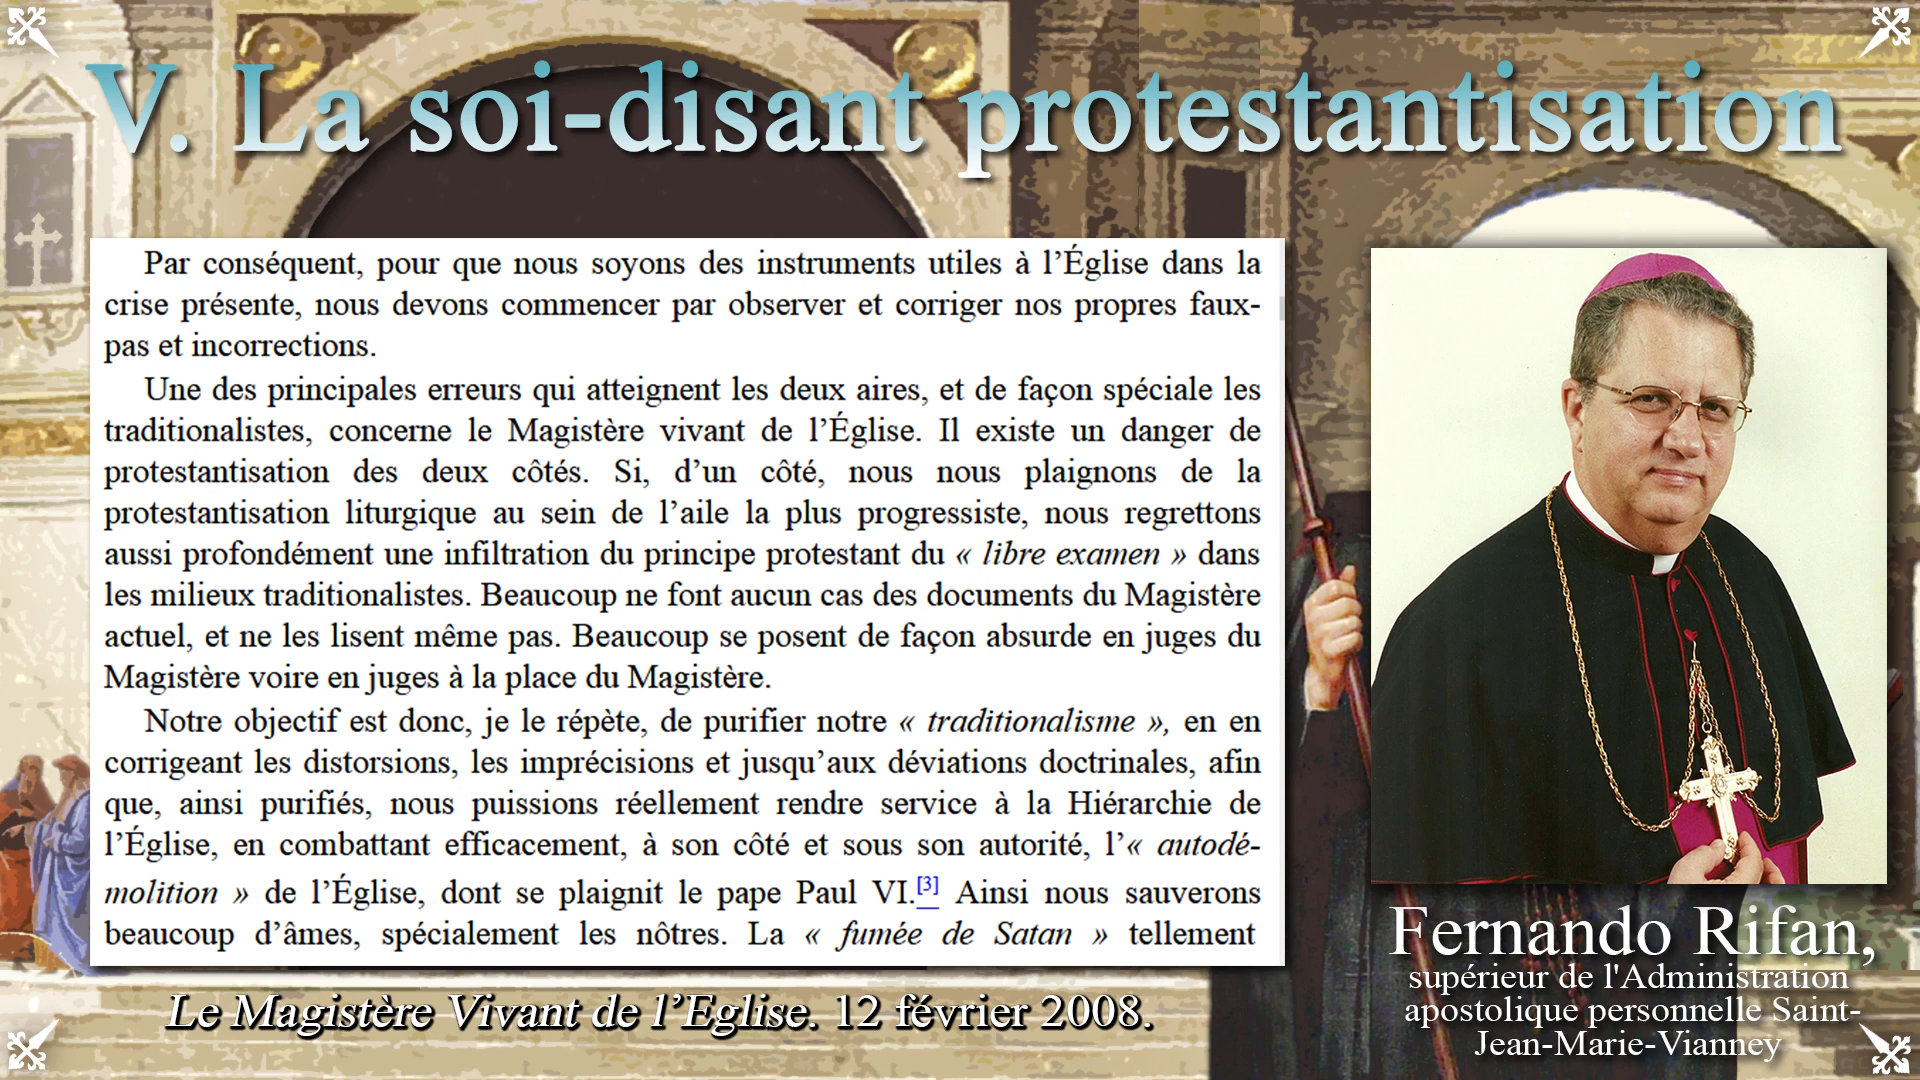 V. La soi-disant protestantisation
Par conséquent, pour que nous soyons des instruments utiles à l’Église dans la
crise présente, nous devons commencer par observer et corriger nos propres faux-
pas et incorrections.
Une des principales erreurs qui atteignent les deux aires, et de façon spéciale les
traditionalistes, concerne le Magistère vivant de l’Église. Il existe un danger de
protestantisation des deux côtés. Si, d’un côté, nous nous plaignons de la
protestantisation liturgique au sein de l’aile la plus progressiste, nous regrettons
aussi profondément une infiltration du principe protestant du « libre examen » dans
les milieux traditionalistes. Beaucoup ne font aucun cas des documents du Magistère
actuel, et ne les lisent même pas. Beaucoup se posent de façon absurde en juges du
Magistère voire en juges à la place du Magistère.
Notre objectif est donc, je le répète, de purifier notre « traditionalisme », en en
corrigeant les distorsions, les imprécisions et jusqu’aux déviations doctrinales, afin
que, ainsi purifiés, nous puissions réellement rendre service à la Hiérarchie de
l’Église, en combattant efficacement, à son côté et sous son autorité, l’« autodé-
molition » de l’Église, dont se plaignit le pape Paul VI.[3] Ainsi nous sauverons
beaucoup d’âmes, spécialement les nôtres. La « fumée de Satan » tellement
Le Magistère Vivant de l’Eglise. 12 février 2008.
Fernando Rifan,
supérieur de l'Administration
apostolique personnelle Saint-
Jean-Marie-Vianney